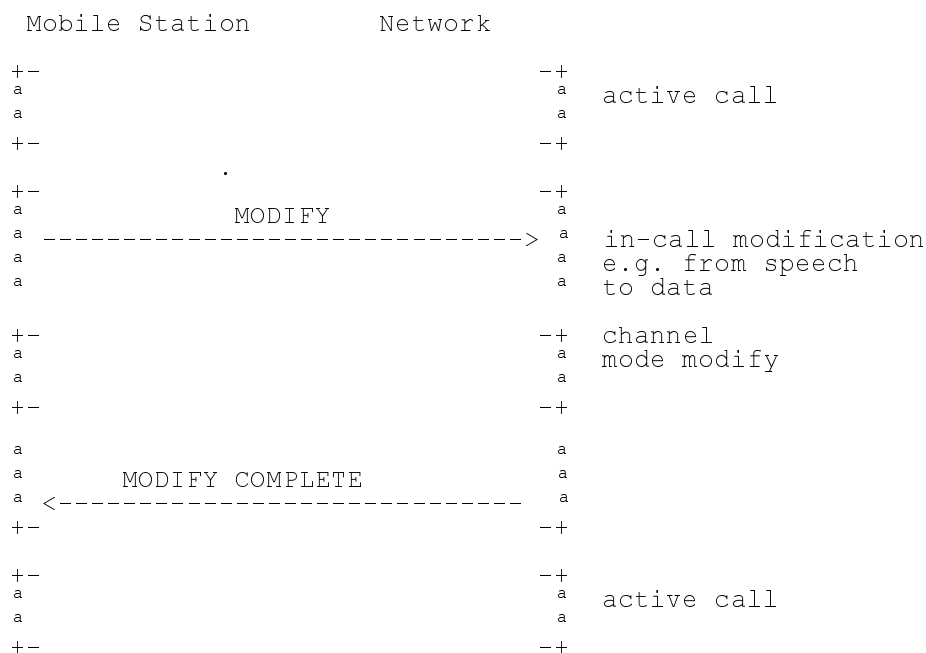 Mobile Station Network
+- -+
a a active call
a a
+- -+
.
+- -+
a MODIFY a
a ------------------------------> a in-call modification
a a e.g. from speech
a a to data
+- -+ channel
a a mode modify
a a
+- -+
a a
a MODIFY COMPLETE a
a <----------------------------- a
+- -+
+- -+
a a active call
a a
+- -+